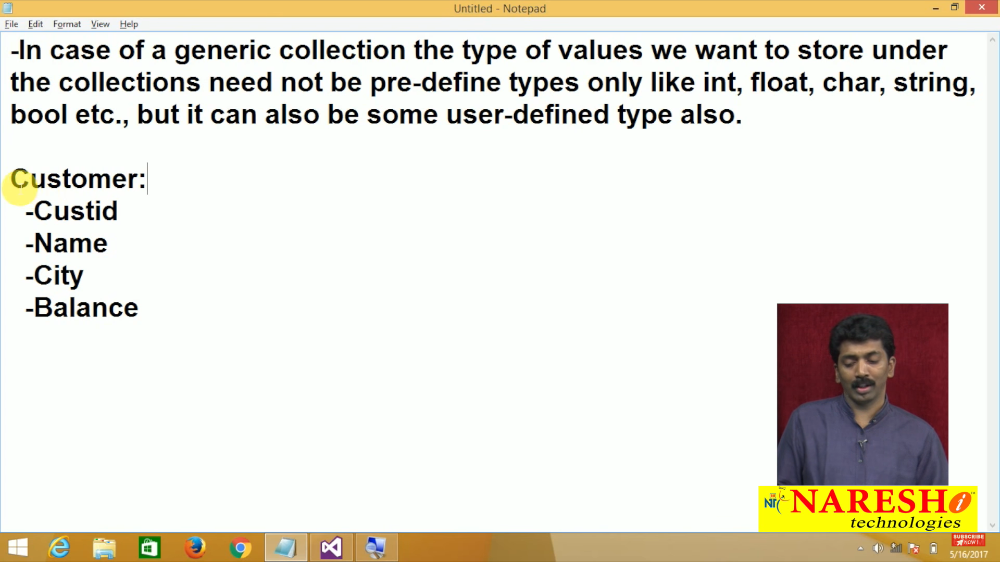 Untitled - Notepad
File Edit Format View Help
-In case of a generic collection the type of values we want to store under
the collections need not be pre-define types only like int, float, char, string,
bool etc., but it can also be some user-defined type also.
Customer:
-Custid
-Name
-City
-Balance
NTC NARESH i ™
technologies
SUBSCRIBE
NOW !
5/16/2017